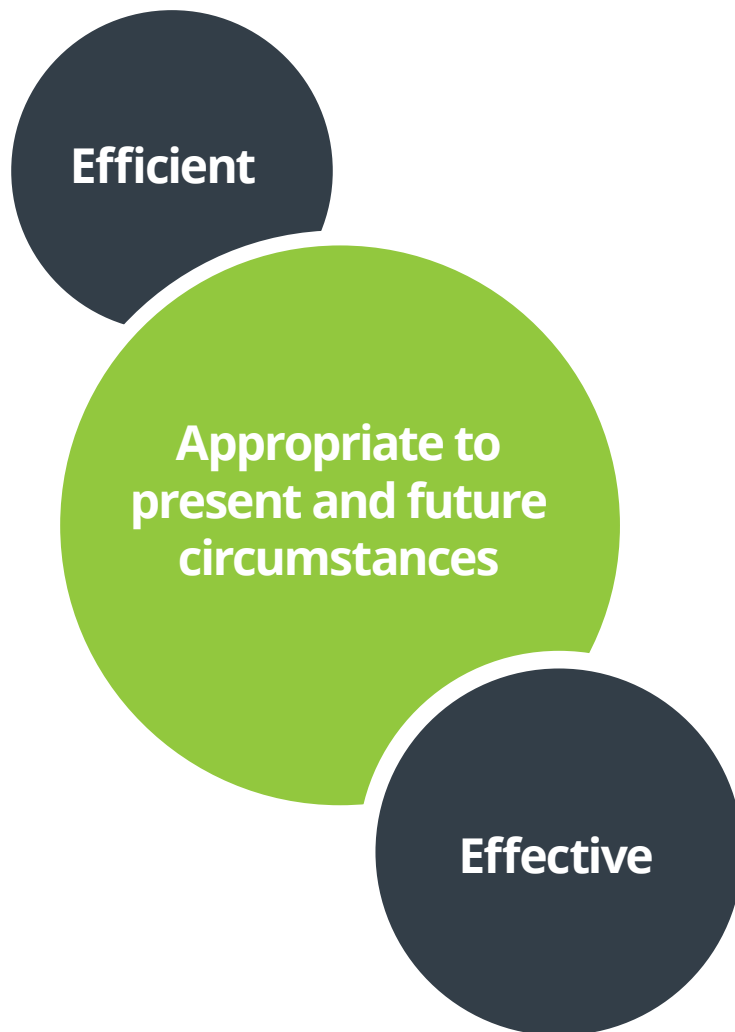 Efficient
Appropriate to
present and future
circumstances
Effective